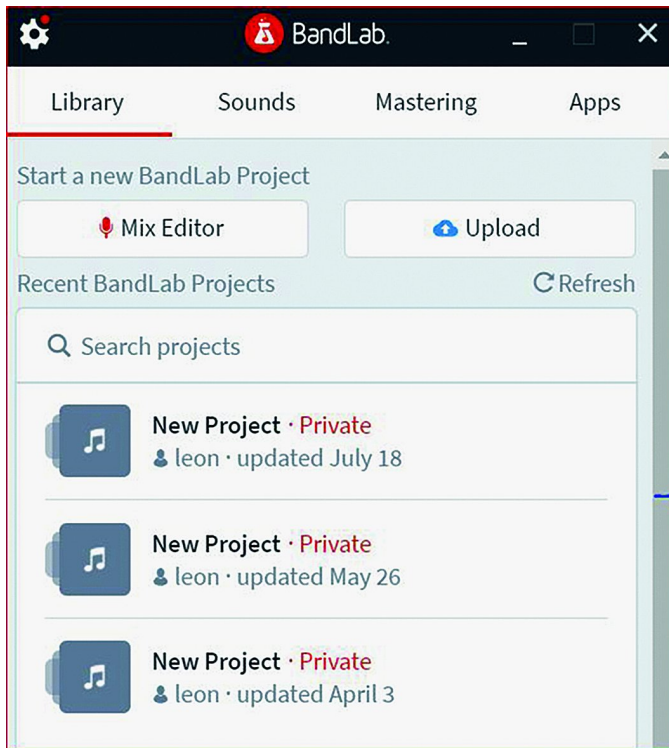 BandLab.
Library Sounds Mastering Apps
Start a new BandLab Project
Mix Editor Upload
Recent BandLab Projects Refresh
Search projects
New Project · Private
leon · updated July 18
New Project · Private
leon · updated May 26
New Project · Private
leon · updated April 3